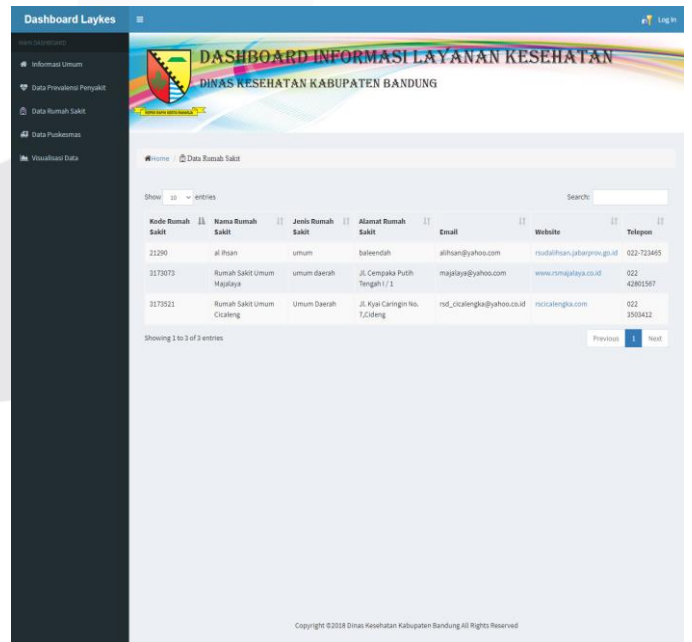 Dashboard Laykes
Log In
MAIN DASHBOARD
Informasi Umum
Data Prevalensi Penyakit
Data Rumah Sakit
Data Puskesmas
Visualisasi Data
DASHBOARD INFORMASI LAYANAN KESEHATAN
DINAS KESEHATAN KABUPATEN BANDUNG
Home / Data Rumah Sakit
Show 10 entries
Search:
Kode Rumah Sakit Nama Rumah Sakit Jenis Rumah Sakit Alamat Rumah Sakit Email Website Telepon
21290 al ihsan umum baleendah alihsan@yahoo.com rsudalihsan.jabarprov.go.id 022-723465
3173073 Rumah Sakit Umum Majalaya umum daerah Jl. Cempaka Putih Tengah I / 1 majalaya@yahoo.com www.rsmajalaya.co.id 022 42801567
3173521 Rumah Sakit Umum Cicaleng Umum Daerah Jl. Kyai Caringin No. 7,Cideng rsd_cicalengka@yahoo.co.id rscicalengka.com 022 3503412
Showing 1 to 3 of 3 entries
Previous 1 Next
Copyright ©2018 Dinas Kesehatan Kabupaten Bandung All Rights Reserved